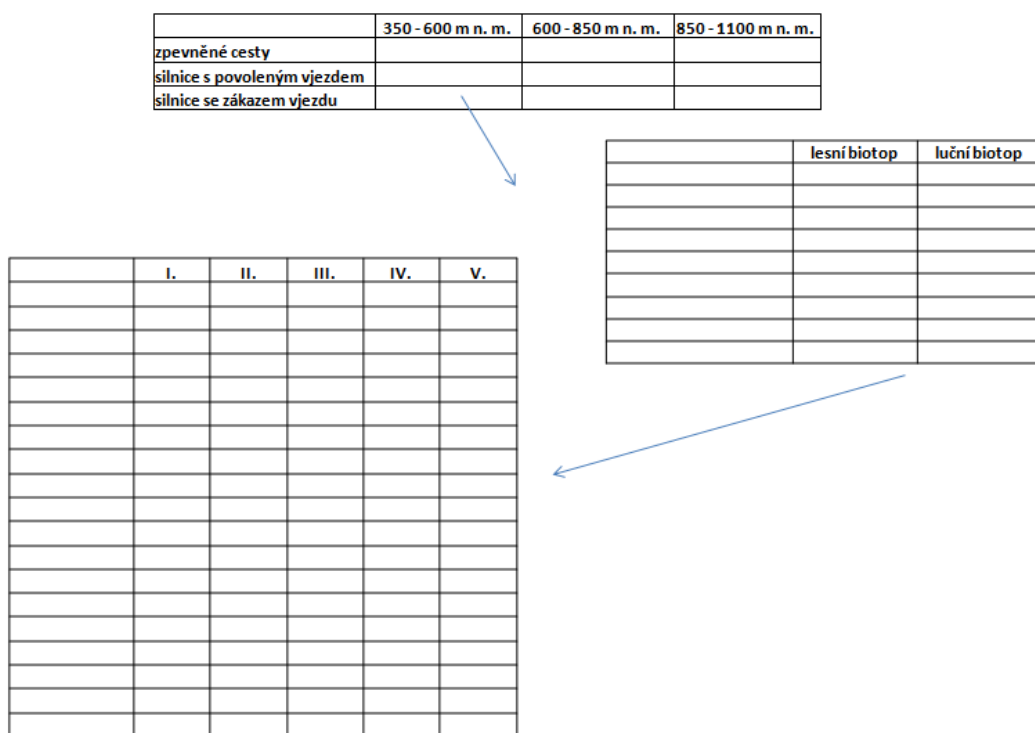 350 - 600 m n. m. 600 - 850 m n. m. 850 - 1100 m n. m.
zpevněné cesty
silnice s povoleným vjezdem
silnice se zákazem vjezdu
lesní biotop luční biotop
I. II. III. IV. V.